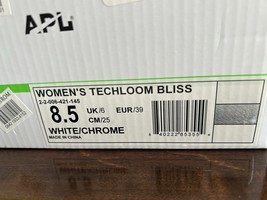 APL
WOMEN'S TECHLOOM BLISS
2-2-006-421-145
8.5 UK/6 EUR/39
CM/25
WHITE/CHROME
MADE IN CHINA